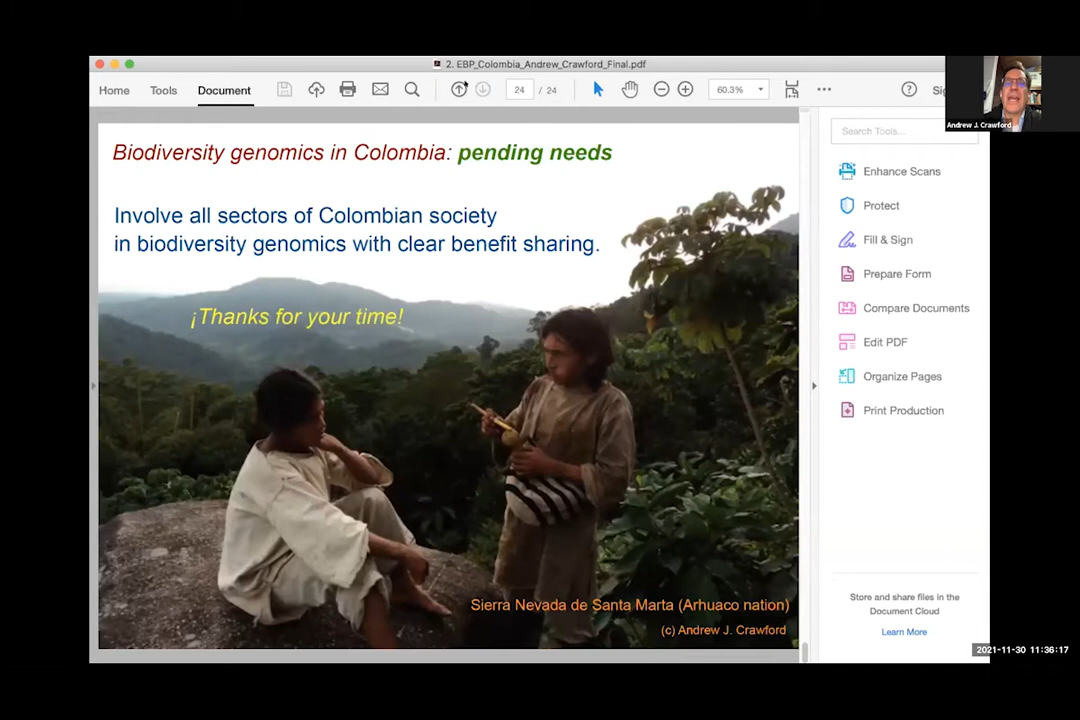 2. EBP_Colombia_Andrew_Crawford_Final.pdf
Home Tools Document
24 / 24
60.3%
Andrew J. Crawford
Biodiversity genomics in Colombia: pending needs
Involve all sectors of Colombian society
in biodiversity genomics with clear benefit sharing.
¡Thanks for your time!
Sierra Nevada de Santa Marta (Arhuaco nation)
(c) Andrew J. Crawford
Search Tools...
Enhance Scans
Protect
Fill & Sign
Prepare Form
Compare Documents
Edit PDF
Organize Pages
Print Production
Store and share files in the
Document Cloud
Learn More
2021-11-30 11:36:17